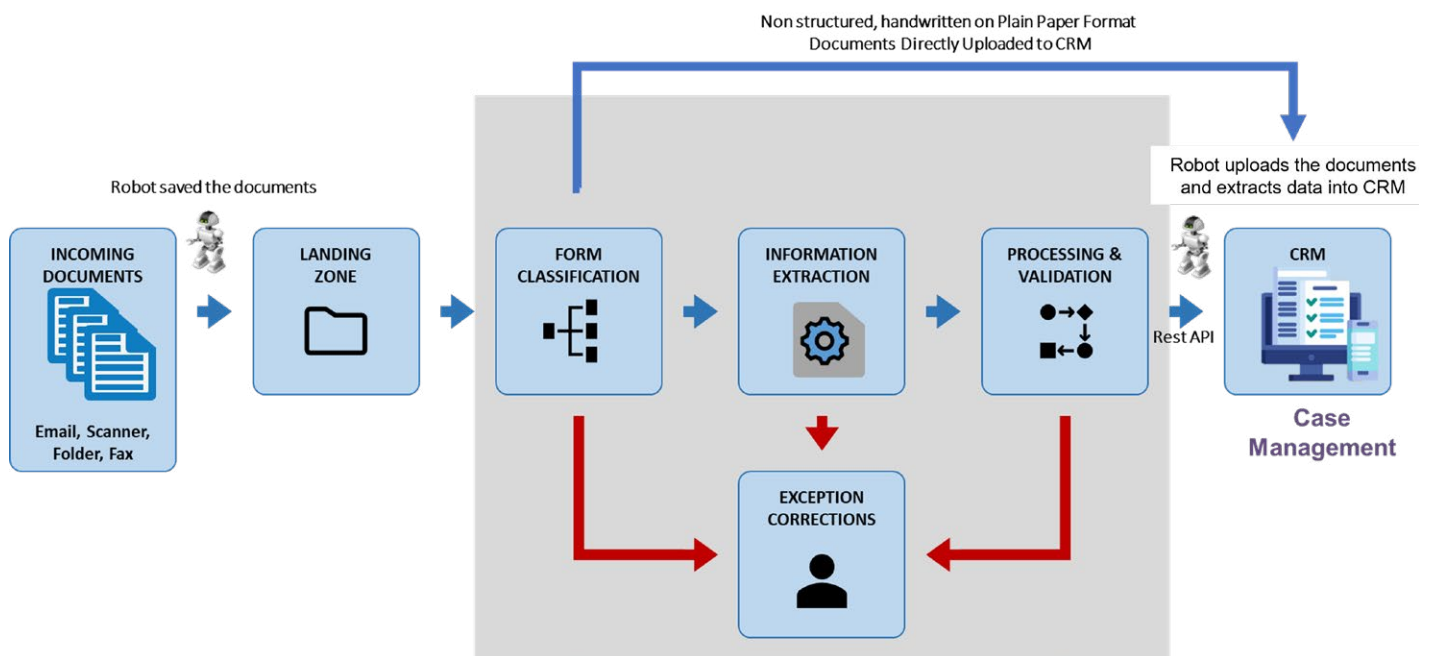 Non structured, handwritten on Plain Paper Format
Documents Directly Uploaded to CRM
Robot saved the documents
Robot uploads the documents
and extracts data into CRM
INCOMING
DOCUMENTS
Email, Scanner,
Folder, Fax
LANDING
ZONE
FORM
CLASSIFICATION
INFORMATION
EXTRACTION
PROCESSING &
VALIDATION
Rest API
CRM
Case
Management
EXCEPTION
CORRECTIONS